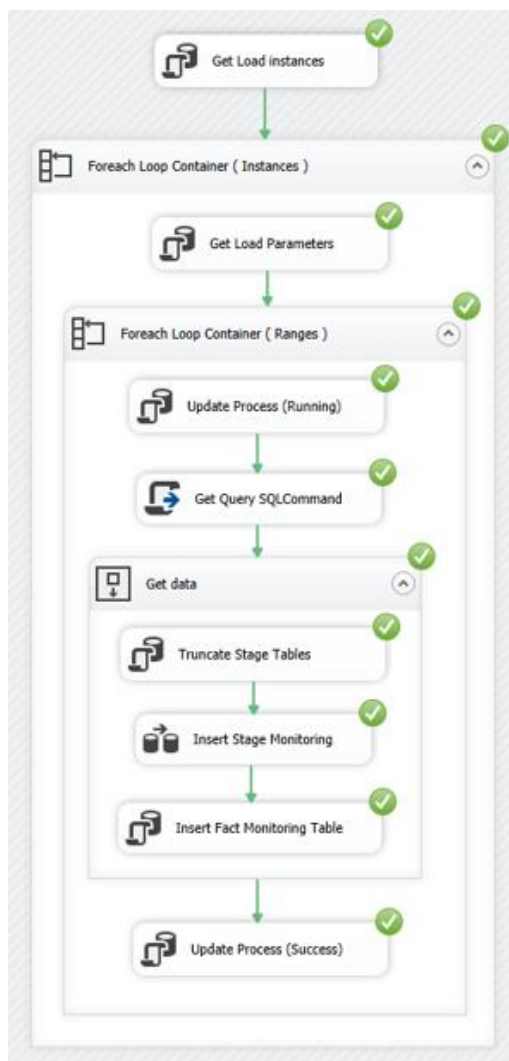 Get Load instances
Foreach Loop Container ( Instances )
Get Load Parameters
Foreach Loop Container ( Ranges )
Update Process (Running)
Get Query SQLCommand
Get data
Truncate Stage Tables
Insert Stage Monitoring
Insert Fact Monitoring Table
Update Process (Success)